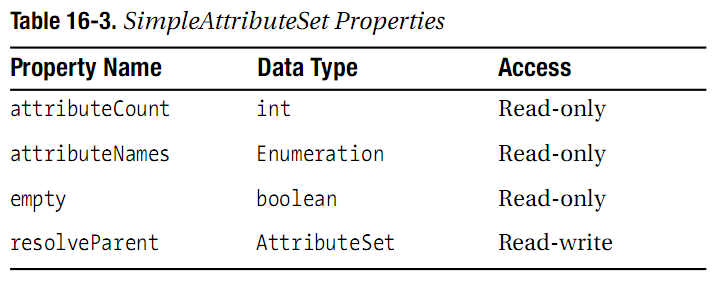 Table 16-3. SimpleAttributeSet Properties
Property Name Data Type Access
attributeCount int Read-only
attributeNames Enumeration Read-only
empty boolean Read-only
resolveParent AttributeSet Read-write